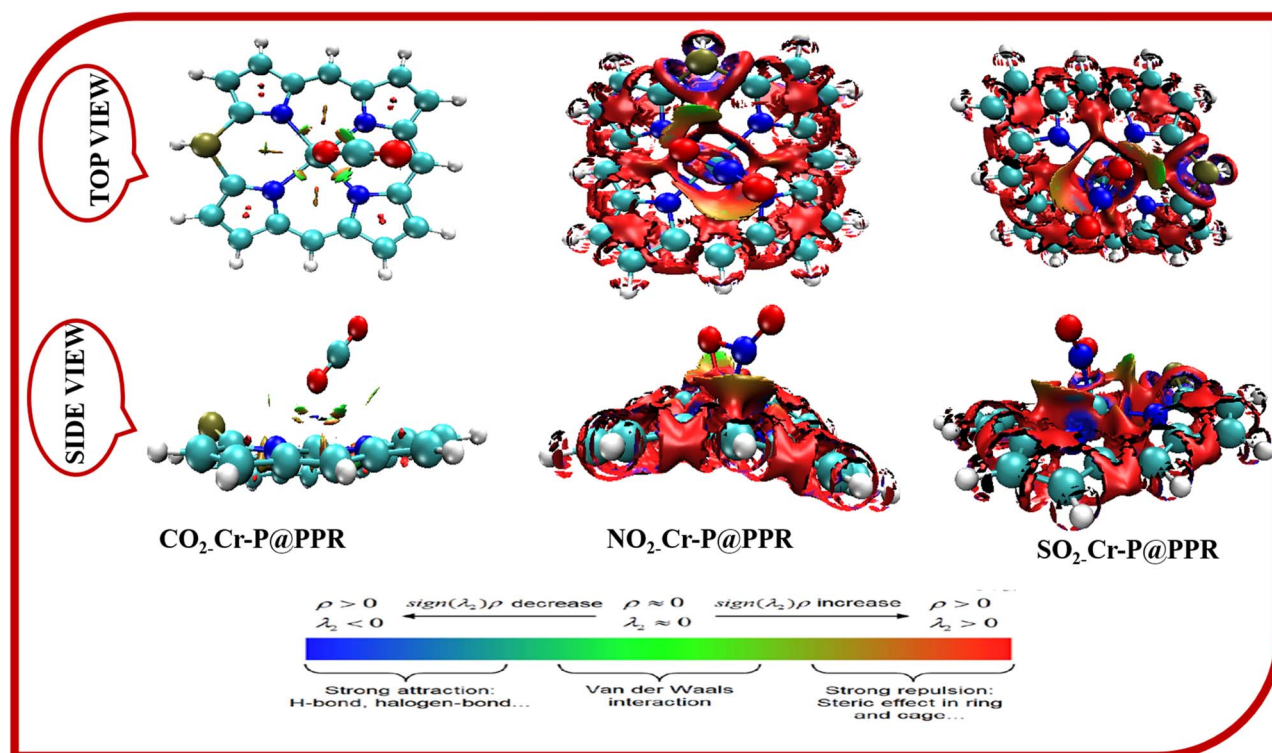 TOP VIEW
SIDE VIEW
CO₂-Cr-P@PPR
NO₂-Cr-P@PPR
SO₂-Cr-P@PPR
ρ > 0 sign(λ₂)ρ decrease ρ ≈ 0 sign(λ₂)ρ increase ρ > 0
λ₂ < 0 λ₂ ≈ 0 λ₂ > 0
Strong attraction: Van der Waals Strong repulsion:
H-bond, halogen-bond... interaction Steric effect in ring
and cage...